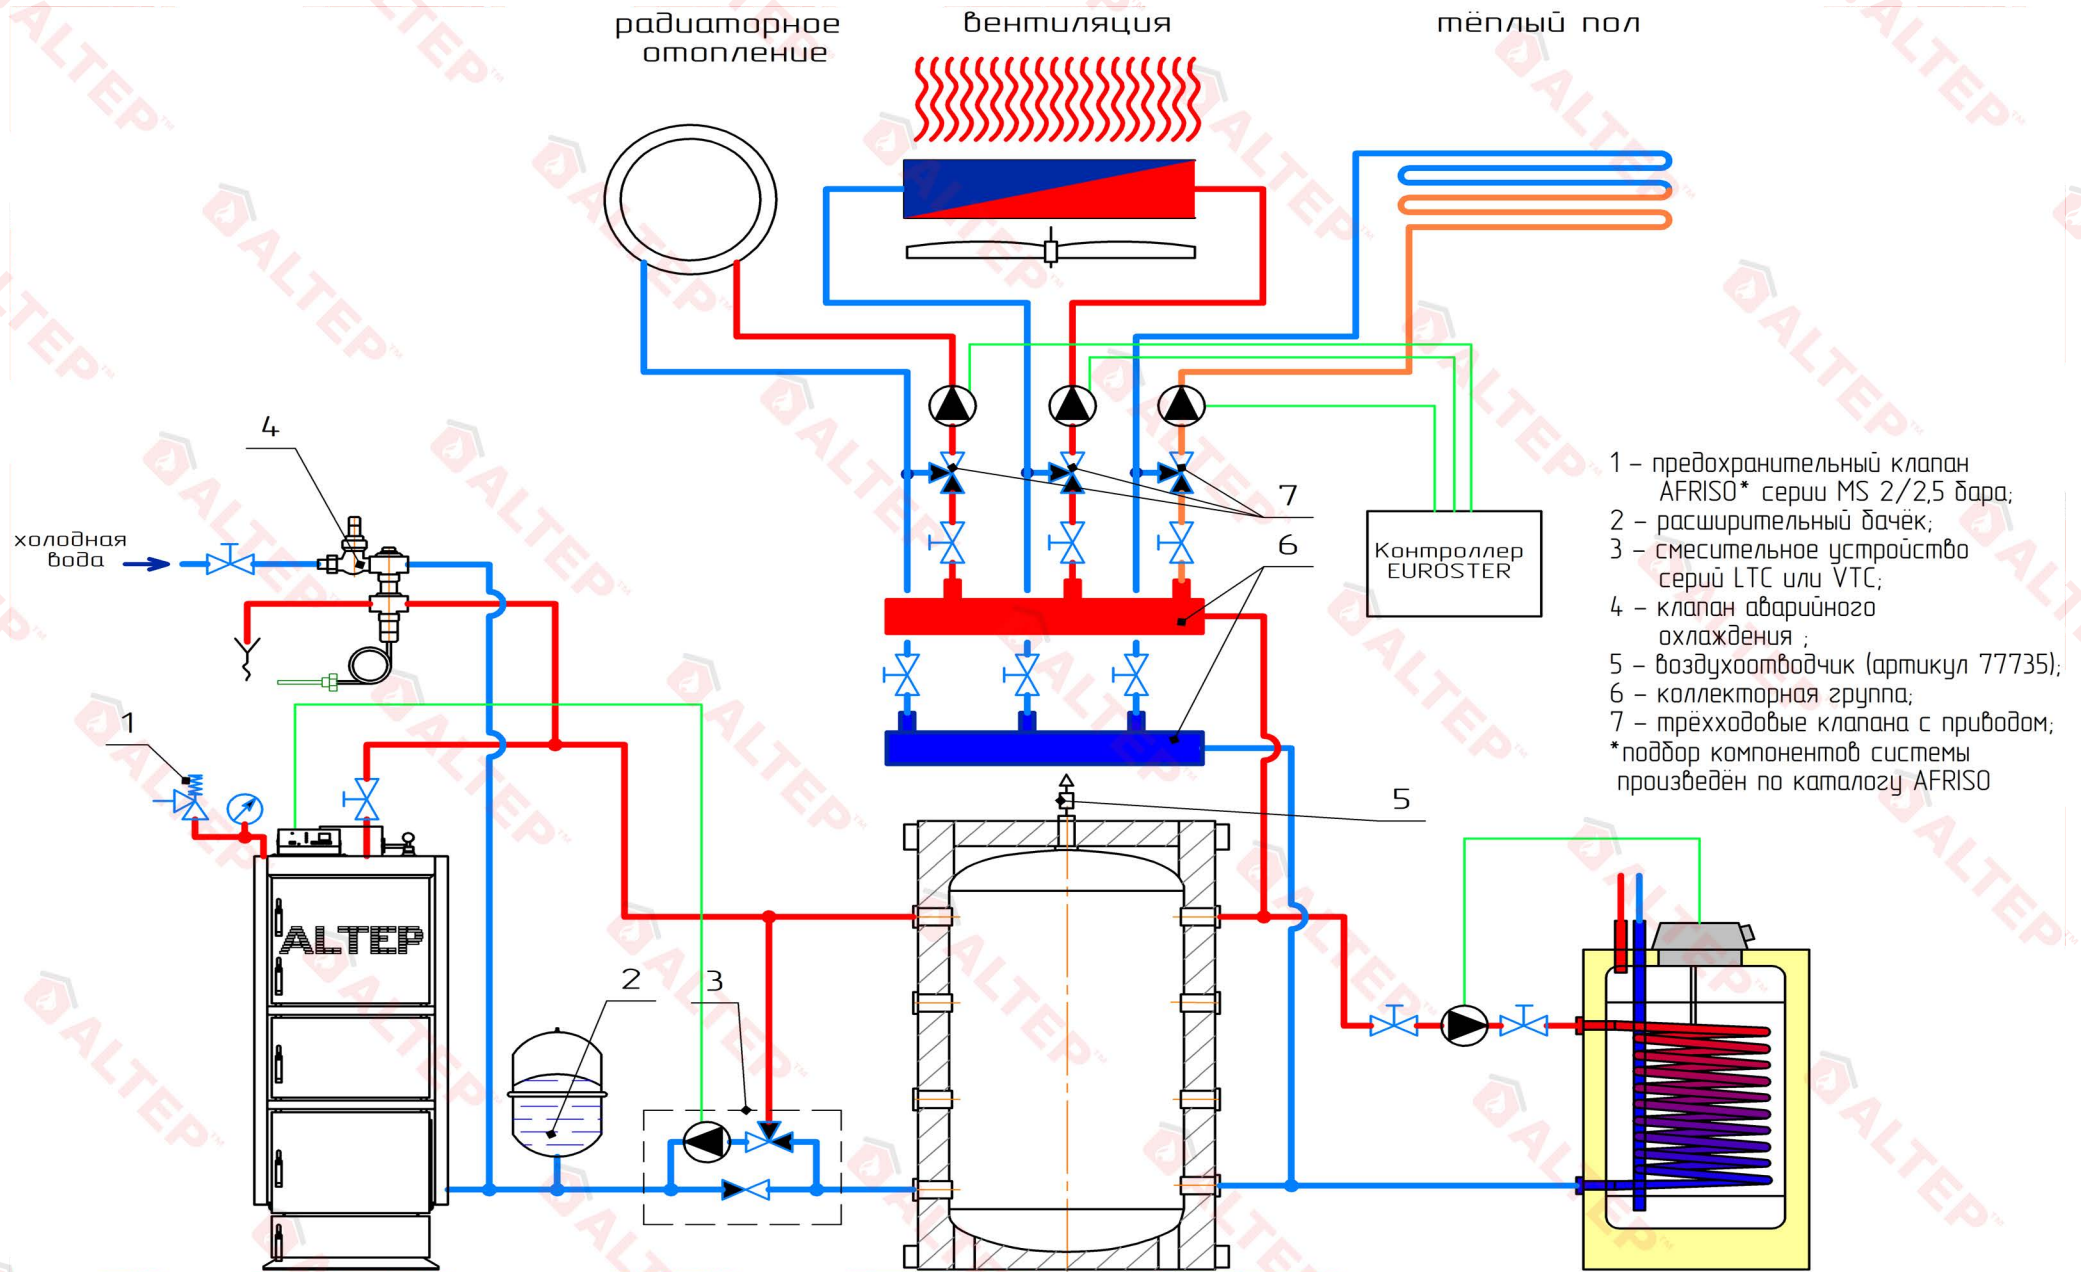 радиаторное
отопление
вентиляция
тёплый пол
4
холодная
вода
1
7
6
Контроллер
EUROSTER
1 – предохранительный клапан
AFRISO* серии MS 2/2,5 бара;
2 – расширительный бачёк;
3 – смесительное устройство
серий LTC или VTC;
4 – клапан аварийного
охлаждения ;
5 – воздухоотводчик (артикул 77735);
6 – коллекторная группа;
7 – трёхходовые клапана с приводом;
*подбор компонентов системы
произведён по каталогу AFRISO
5
ALTEP
2
3
ALTEP™